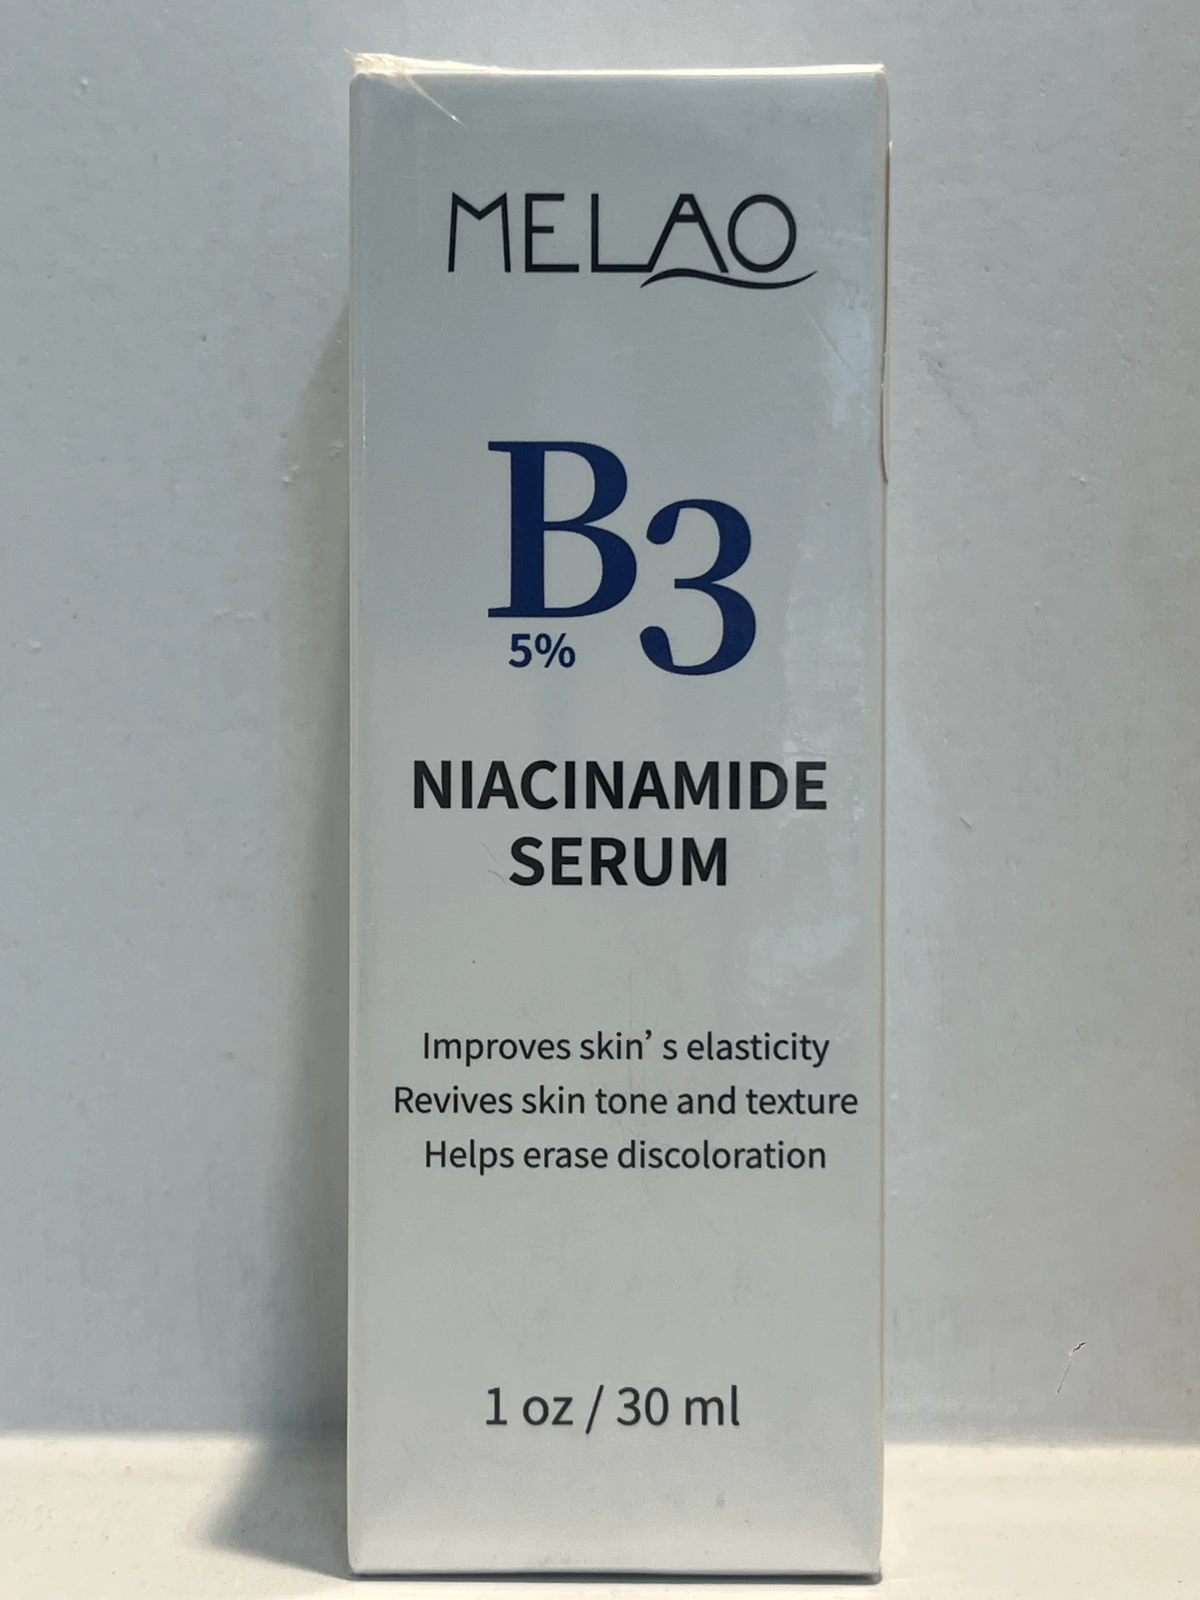 MELAO
B3
5%
NIACINAMIDE
SERUM
Improves skin’ s elasticity
Revives skin tone and texture
Helps erase discoloration
1 oz / 30 ml